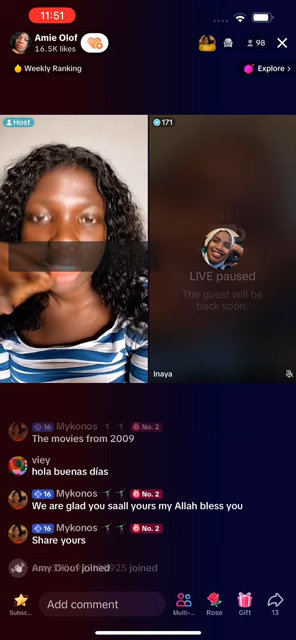 11:51
Amie Olof
16.5K likes
98
Weekly Ranking
Explore >
Host
171
LIVE paused
The guest will be
back soon.
Inaya
16 Mykonos No. 2
The movies from 2009
viey
hola buenas días
16 Mykonos No. 2
We are glad you saall yours my Allah bless you
16 Mykonos No. 2
Share yours
joined
Subsc...
Add comment
Multi-...
Rose
Gift
13